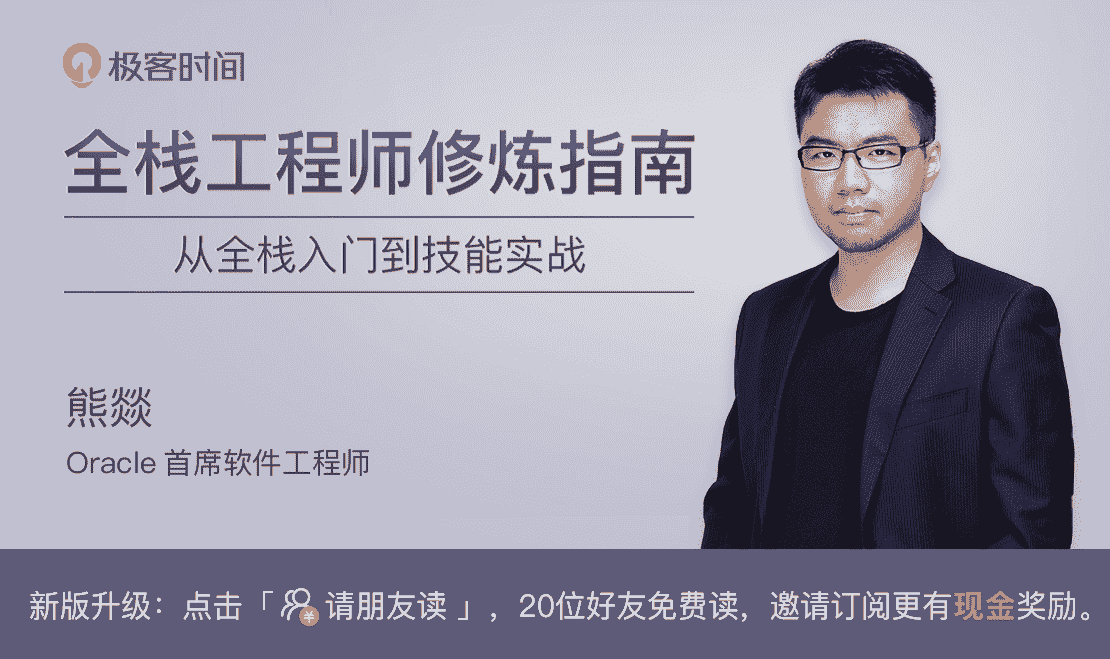 极客时间
全栈工程师修炼指南
从全栈入门到技能实战
熊燚
Oracle 首席软件工程师
新版升级：点击「 ¥ 请朋友读 」，20位好友免费读，邀请订阅更有现金奖励。